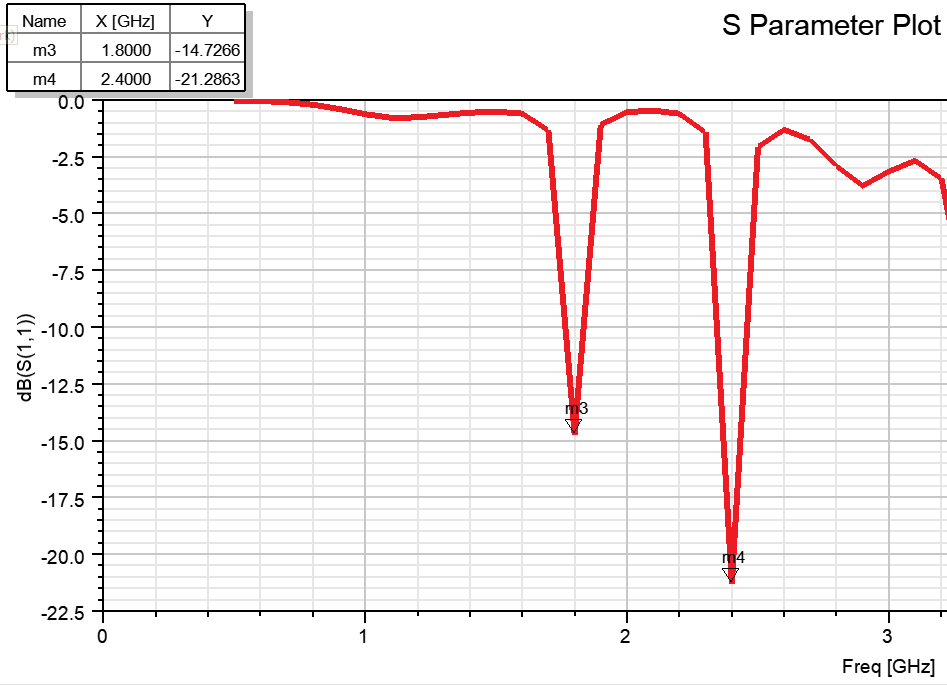 S Parameter Plot
Name X [GHz] Y
m3 1.8000 -14.7266
m4 2.4000 -21.2863
0.0
-2.5
-5.0
-7.5
-10.0
-12.5
-15.0
-17.5
-20.0
-22.5
dB(S(1,1))
m3
m4
0 1 2 3
Freq [GHz]